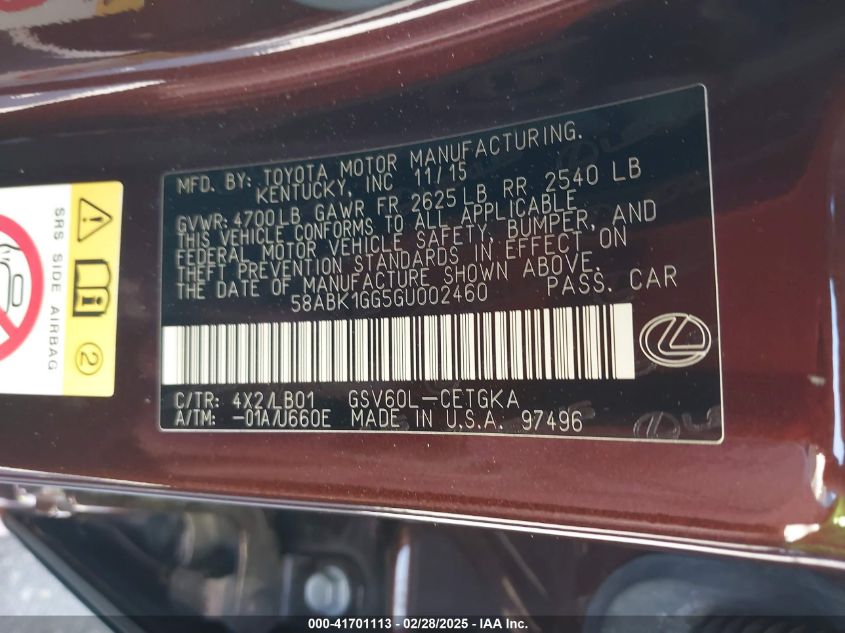 MFD. BY: TOYOTA MOTOR MANUFACTURING.
KENTUCKY, INC 11/15
GVWR: 4700LB GAWR FR 2625LB RR 2540 LB
THIS VEHICLE CONFORMS TO ALL APPLICABLE
FEDERAL MOTOR VEHICLE SAFETY, BUMPER, AND
THEFT PREVENTION STANDARDS IN EFFECT ON
THE DATE OF MANUFACTURE SHOWN ABOVE.
58ABK1GG5GU002460 PASS. CAR
C/TR: 4X2/LB01 GSV60L-CETGKA
A/TM: -01A/U660E MADE IN U.S.A. 97496
SRS SIDE AIRBAG
2
000-41701113 - 02/28/2025 - IAA Inc.